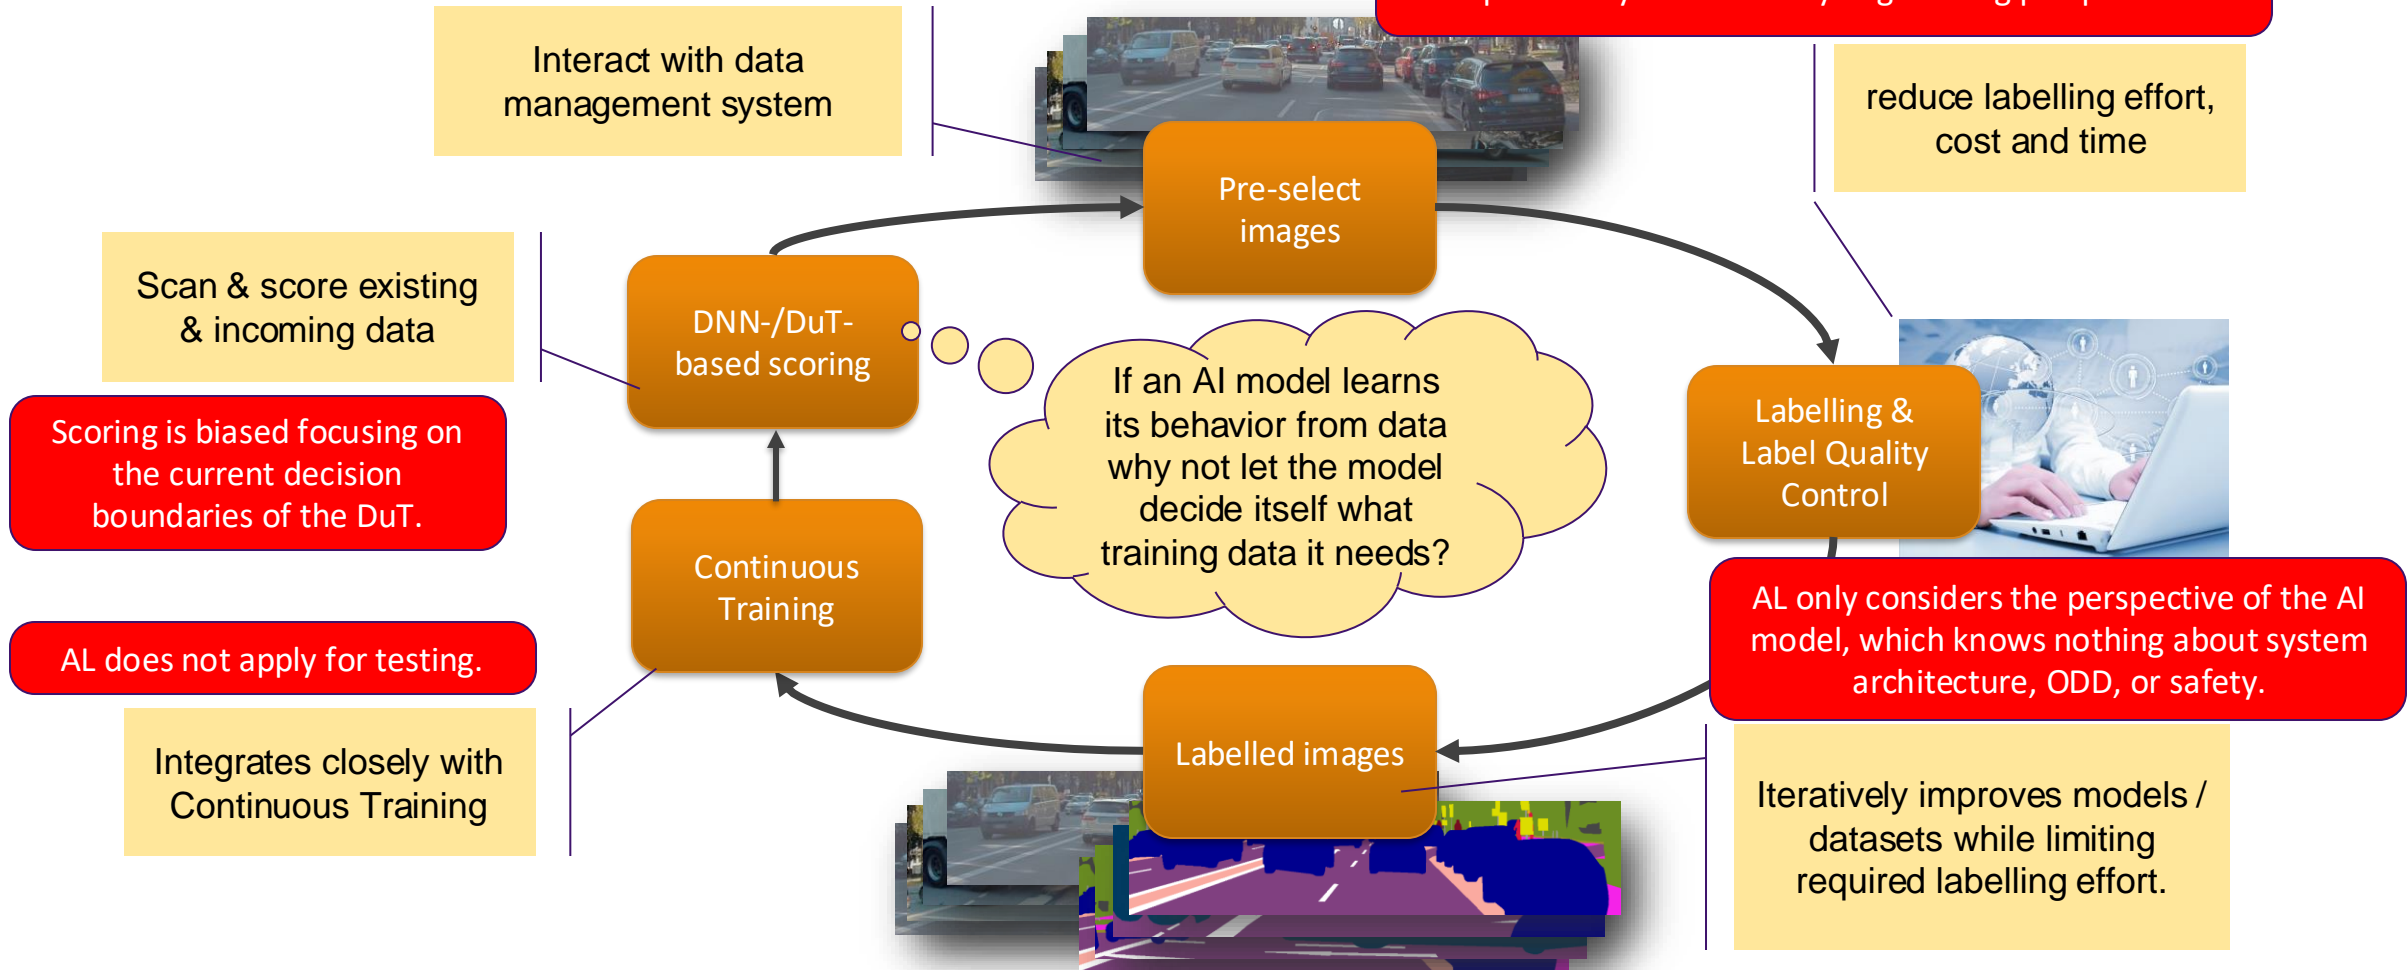 Interact with data
management system
reduce labelling effort,
cost and time
Pre-select
images
Scan & score existing
& incoming data
DNN-/DuT-
based scoring
Scoring is biased focusing on
the current decision
boundaries of the DuT.
If an AI model learns
its behavior from data
why not let the model
decide itself what
training data it needs?
Labelling &
Label Quality
Control
Continuous
Training
AL does not apply for testing.
AL only considers the perspective of the AI
model, which knows nothing about system
architecture, ODD, or safety.
Integrates closely with
Continuous Training
Labelled images
Iteratively improves models /
datasets while limiting
required labelling effort.